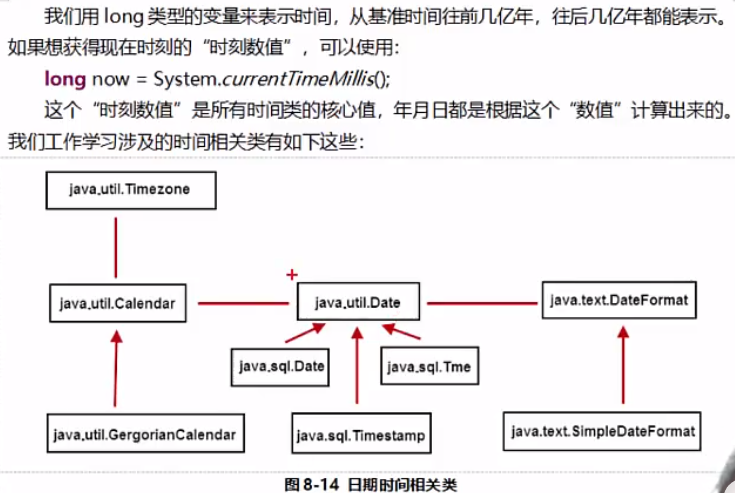 我们用 long 类型的变量来表示时间，从基准时间往前几亿年，往后几亿年都能表示。
如果想获得现在时刻的“时刻数值”，可以使用：
long now = System.currentTimeMillis();
这个“时刻数值”是所有时间类的核心值，年月日都是根据这个“数值”计算出来的。
我们工作学习涉及的时间相关类有如下这些：
java.util.Timezone
java.util.Calendar
java.util.Date
java.text.DateFormat
java.sql.Date
java.sql.Tme
java.util.GergorianCalendar
java.sql.Timestamp
java.text.SimpleDateFormat
图 8-14 日期时间相关类